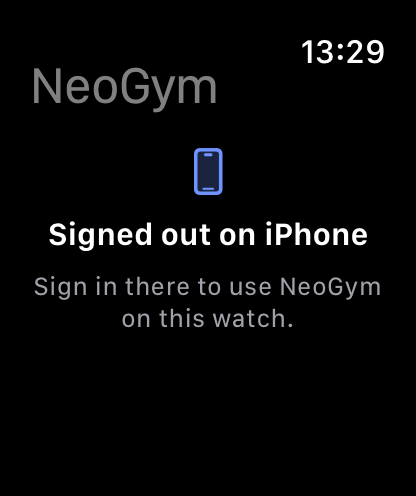 13:29
NeoGym
Signed out on iPhone
Sign in there to use NeoGym
on this watch.